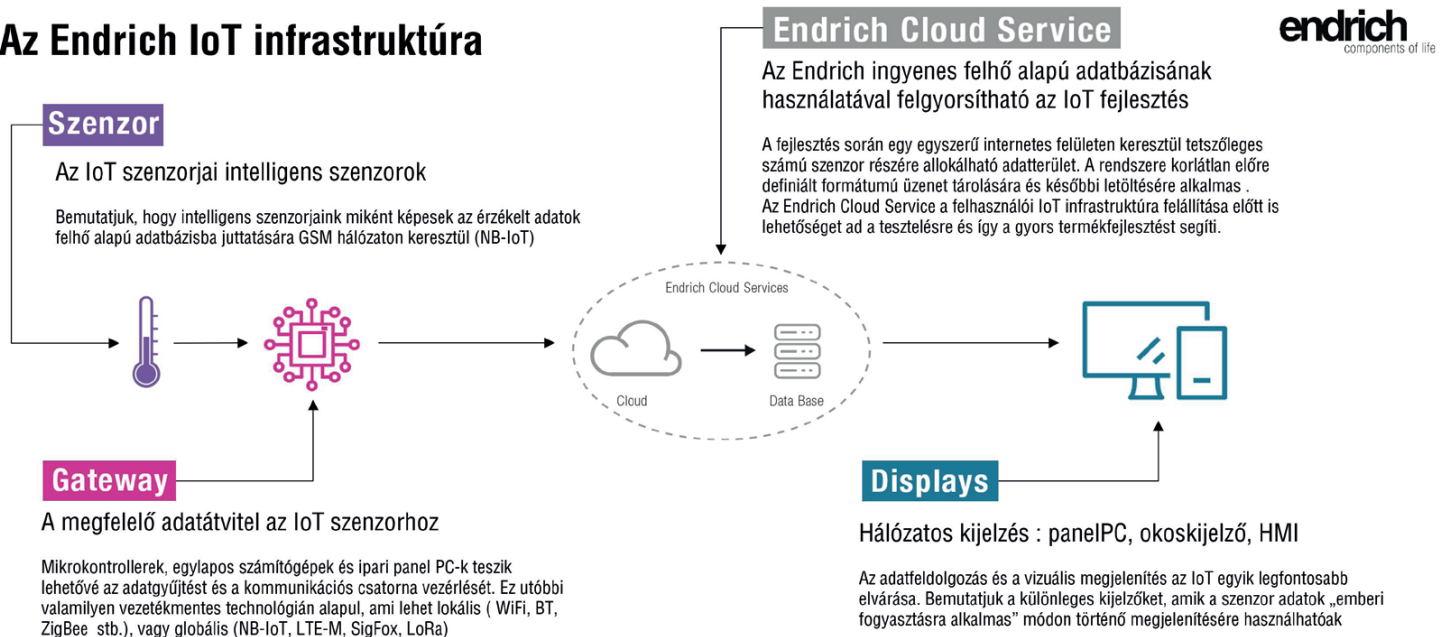 Az Endrich IoT infrastruktúra
endrich
components of life
Szenzor
Az IoT szenzorjai intelligens szenzorok
Bemutatjuk, hogy intelligens szenzorjaink miként képesek az érzékelt adatok
felhő alapú adatbázisba juttatására GSM hálózaton keresztül (NB-IoT)
Endrich Cloud Service
Az Endrich ingyenes felhő alapú adatbázisának
használatával felgyorsítható az IoT fejlesztés
A fejlesztés során egy egyszerű internetes felületen keresztül tetszőleges
számú szenzor részére allokálható adatterület. A rendszere korlátlan előre
definiált formátumú üzenet tárolására és későbbi letöltésére alkalmas .
Az Endrich Cloud Service a felhasználói IoT infrastruktúra felállítása előtt is
lehetőséget ad a tesztelésre és így a gyors termékfejlesztést segíti.
Endrich Cloud Services
Cloud
Data Base
Gateway
A megfelelő adatátvitel az IoT szenzorhoz
Mikrokontrollerek, egylapos számítógépek és ipari panel PC-k teszik
lehetővé az adatgyűjtést és a kommunikációs csatorna vezérlését. Ez utóbbi
valamilyen vezetékmentes technológián alapul, ami lehet lokális ( WiFi, BT,
ZigBee stb.), vagy globális (NB-IoT, LTE-M, SigFox, LoRa)
Displays
Hálózatos kijelzés : panelPC, okoskijelző, HMI
Az adatfeldolgozás és a vizuális megjelenítés az IoT egyik legfontosabb
elvárása. Bemutatjuk a különleges kijelzőket, amik a szenzor adatok „emberi
fogyasztásra alkalmas” módon történő megjelenítésére használhatóak